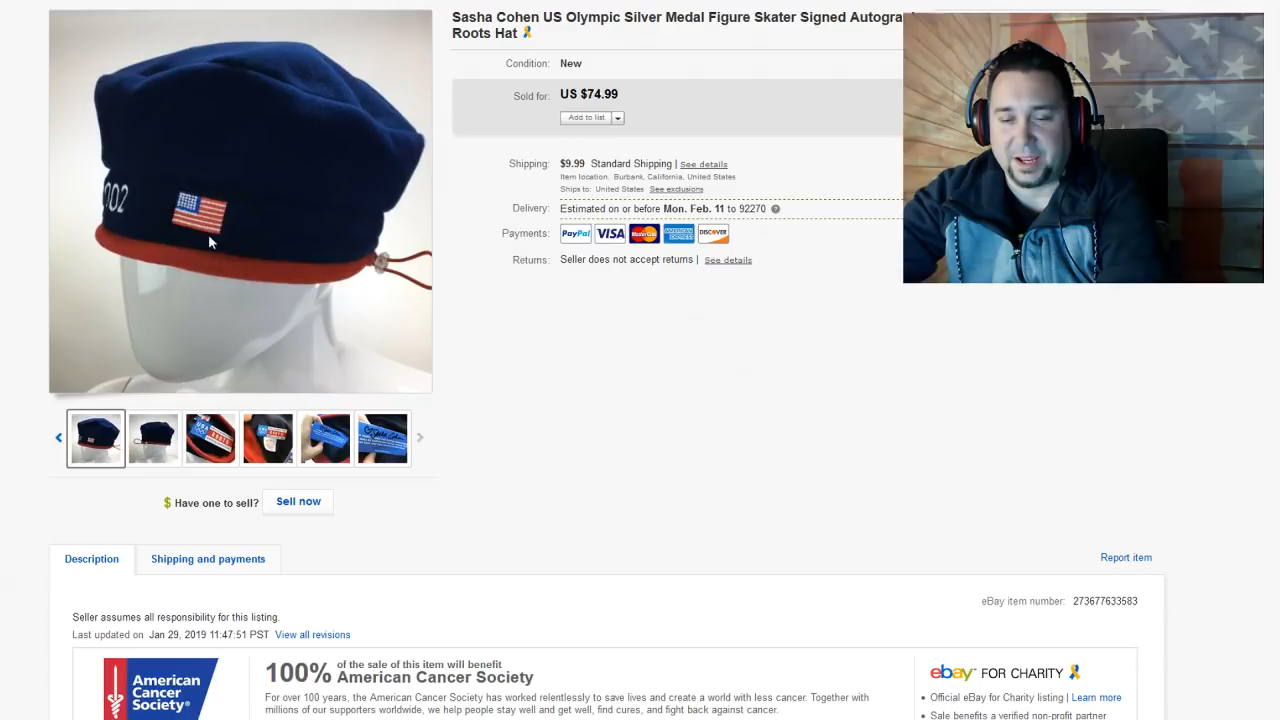 Sasha Cohen US Olympic Silver Medal Figure Skater Signed
Roots Hat
Condition: New
Sold for: US $74.99
Add to list
Shipping: $9.99 Standard Shipping | See details
Item location: Burbank, California, United States
Ships to: United States See exclusions
Delivery: Estimated on or before Mon. Feb. 11 to 92270
Payments: PayPal VISA MasterCard AMERICAN EXPRESS DISCOVER
Returns: Seller does not accept returns | See details
002
USA ROOTS
$ Have one to sell? Sell now
Description
Shipping and payments
Report item
eBay item number: 273677633583
Seller assumes all responsibility for this listing.
Last updated on Jan 29, 2019 11:47:51 PST View all revisions
American
Cancer
Society®
100% of the sale of this item will benefit
American Cancer Society
For over 100 years, the American Cancer Society has worked relentlessly to save lives and create a world with less cancer. Together with
millions of our supporters worldwide, we help people stay well and get well, find cures, and fight back against cancer.
ebay™ FOR CHARITY
• Official eBay for Charity listing | Learn more
• Sale benefits a verified non-profit partner